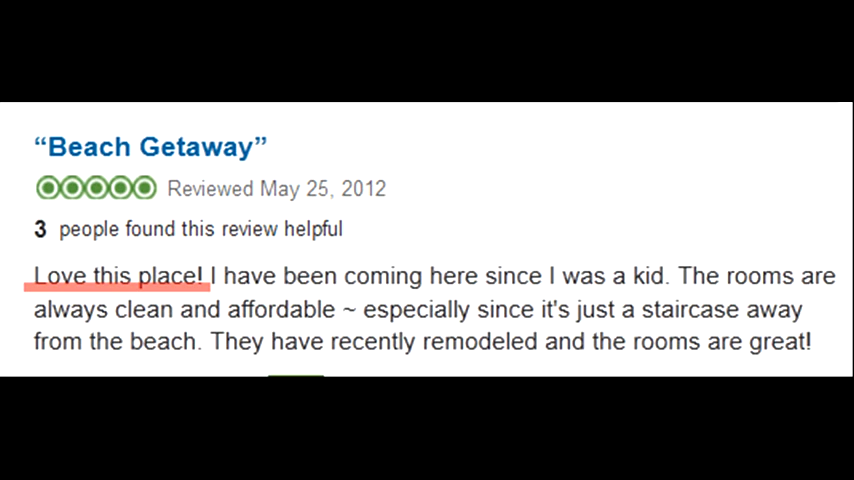 “Beach Getaway”
Reviewed May 25, 2012
3 people found this review helpful
Love this place! I have been coming here since I was a kid. The rooms are
always clean and affordable ~ especially since it's just a staircase away
from the beach. They have recently remodeled and the rooms are great!